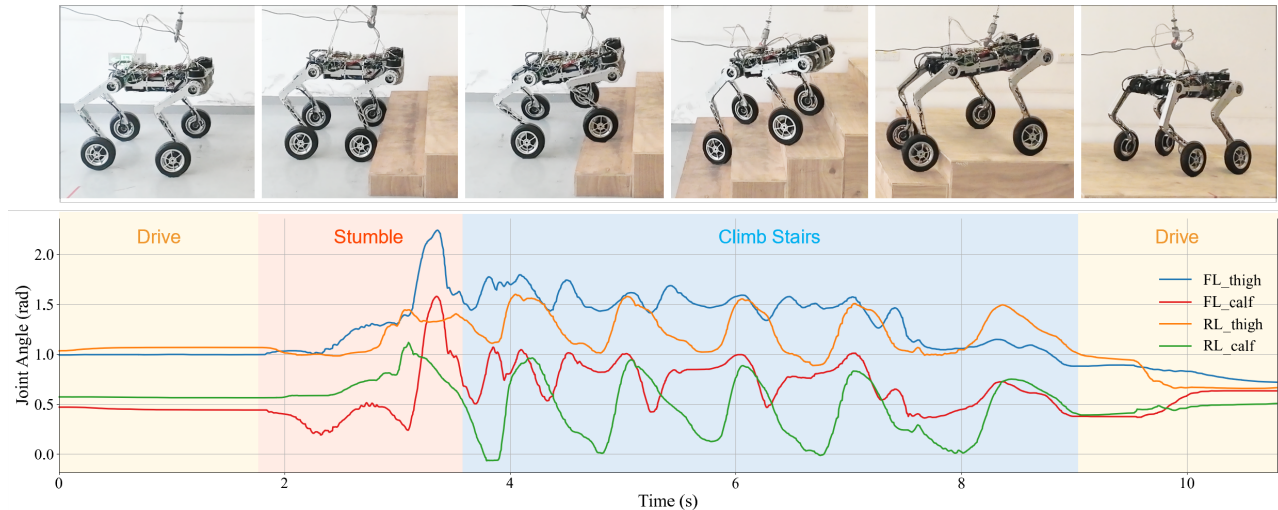 Drive Stumble Climb Stairs Drive
2.0
1.5
1.0
0.5
0.0
Joint Angle (rad)
FL_thigh
FL_calf
RL_thigh
RL_calf
0 2 4 6 8 10
Time (s)